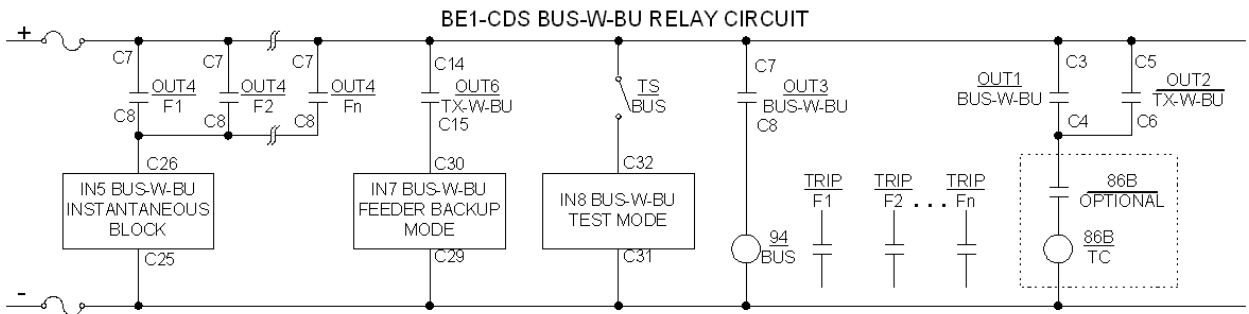 BE1-CDS BUS-W-BU RELAY CIRCUIT
+
C7
OUT4
F1
C8
C7
OUT4
F2
C8
C7
OUT4
Fn
C8
C26
IN5 BUS-W-BU
INSTANTANEOUS
BLOCK
C25
C14
OUT6
TX-W-BU
C15
C30
IN7 BUS-W-BU
FEEDER BACKUP
MODE
C29
TS
BUS
C32
IN8 BUS-W-BU
TEST MODE
C31
C7
OUT3
BUS-W-BU
C8
94
BUS
TRIP
F1
TRIP
F2
...
TRIP
Fn
C3
OUT1
BUS-W-BU
C4
C5
OUT2
TX-W-BU
C6
86B
OPTIONAL
86B
TC
-